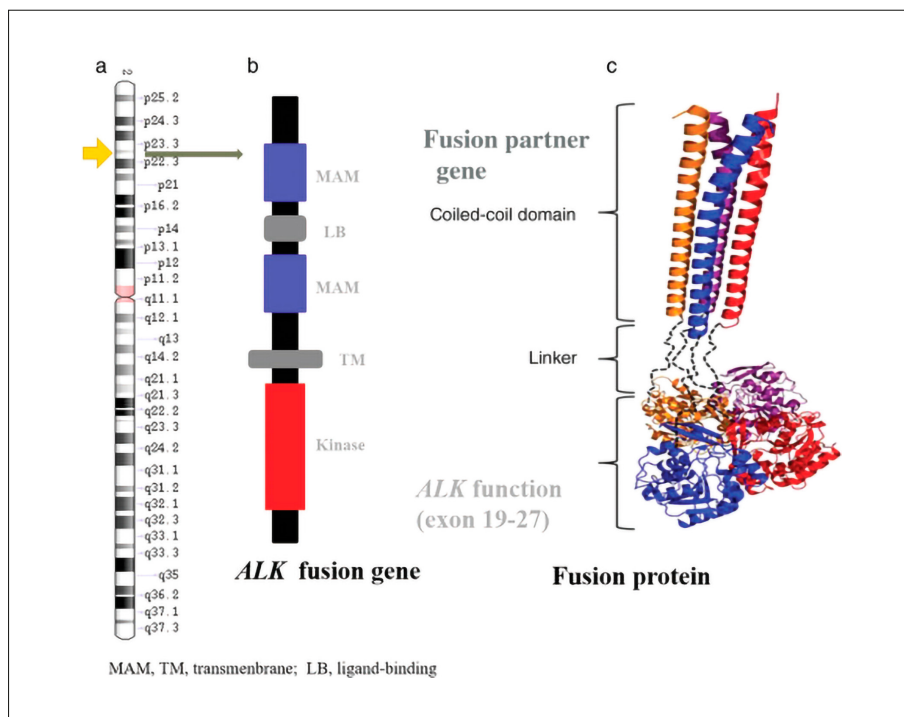 a
2
p25.2
p24.3
p23.3
p22.3
p21
p16.2
p14
p13.1
p12
p11.2
q11.1
q12.1
q13
q14.2
q21.1
q21.3
q22.2
q23.3
q24.2
q31.1
q31.2
q32.1
q32.3
q33.1
q33.3
q35
q36.2
q37.1
q37.3
b
MAM
LB
MAM
TM
Kinase
ALK fusion gene
c
Fusion partner
gene
Coiled-coil domain
Linker
ALK function
(exon 19-27)
Fusion protein
MAM, TM, transmenbrane; LB, ligand-binding